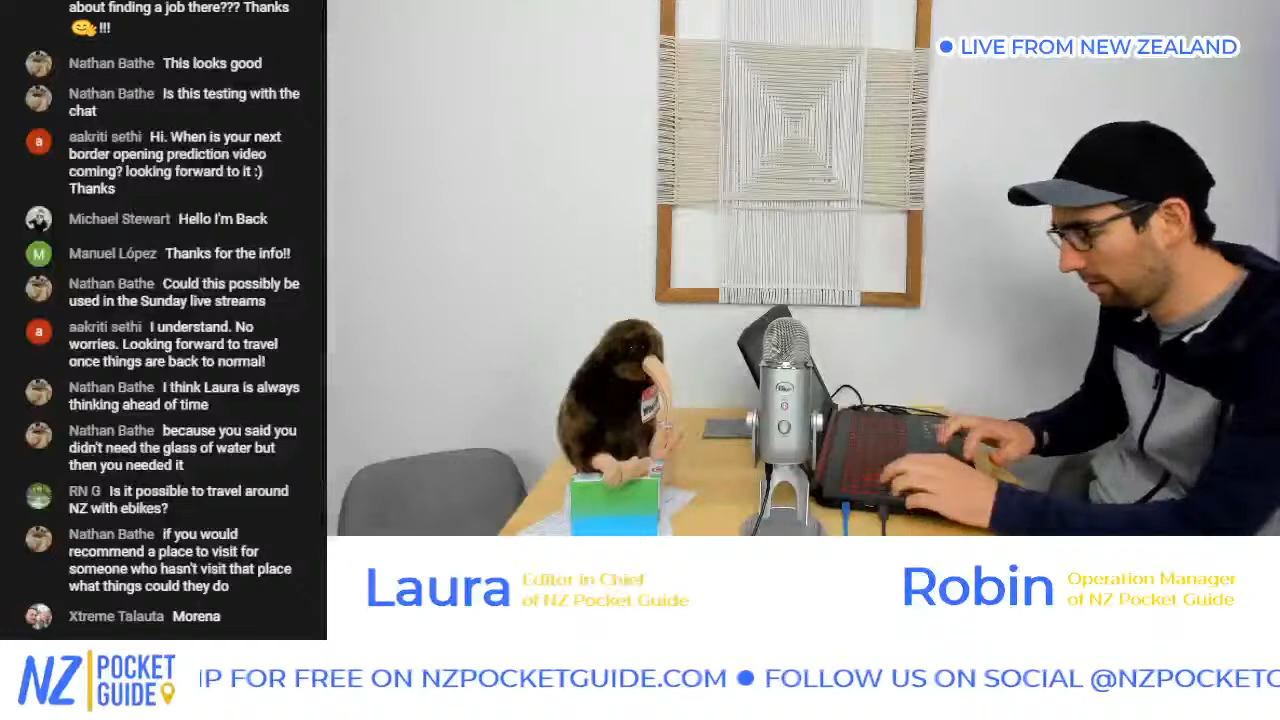 about finding a job there??? Thanks
!!!
Nathan Bathe This looks good
Nathan Bathe Is this testing with the
chat
a
aakriti sethi Hi. When is your next
border opening prediction video
coming? looking forward to it :)
Thanks
Michael Stewart Hello I'm Back
M
Manuel López Thanks for the info!!
Nathan Bathe Could this possibly be
used in the Sunday live streams
a
aakriti sethi I understand. No
worries. Looking forward to travel
once things are back to normal!
Nathan Bathe I think Laura is always
thinking ahead of time
Nathan Bathe because you said you
didn't need the glass of water but
then you needed it
RN G Is it possible to travel around
NZ with ebikes?
Nathan Bathe if you would
recommend a place to visit for
someone who hasn't visit that place
what things could they do
Xtreme Talauta Morena
LIVE FROM NEW ZEALAND
Laura
Editor in Chief
of NZ Pocket Guide
Robin
Operation Manager
of NZ Pocket Guide
NZ POCKET
GUIDE
IP FOR FREE ON NZPOCKETGUIDE.COM ● FOLLOW US ON SOCIAL @NZPOCKETG